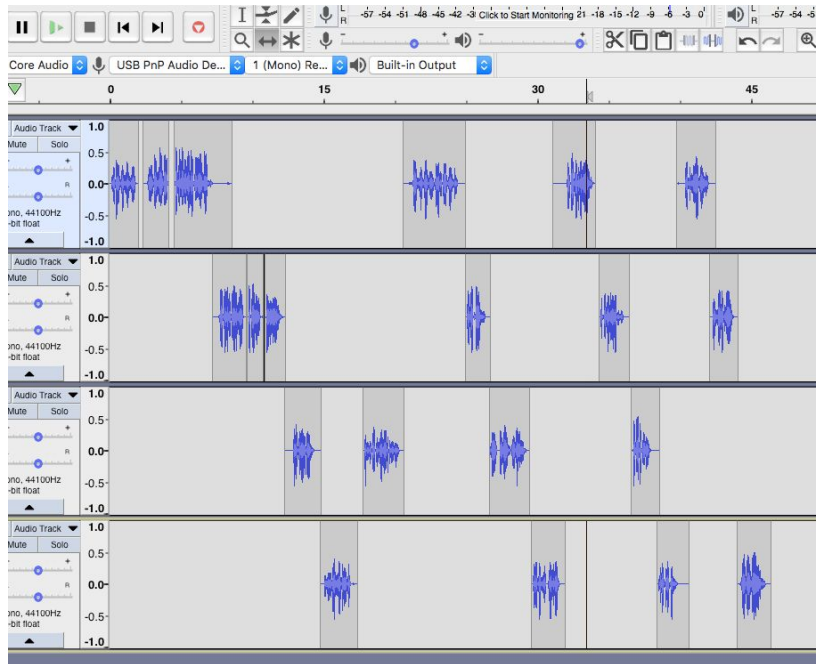 L R -57 -54 -51 -48 -45 -42 -3 Click to Start Monitoring 21 -18 -15 -12 -9 -6 -3 0 L R -57 -54 -5
Core Audio USB PnP Audio De... 1 (Mono) Re... Built-in Output
0 15 30 45
Audio Track 1.0
Mute Solo
+ 0.5
R 0.0
ono, 44100Hz -0.5
-bit float
-1.0
Audio Track 1.0
Mute Solo
+ 0.5
R 0.0
ono, 44100Hz -0.5
-bit float
-1.0
Audio Track 1.0
Mute Solo
+ 0.5
R 0.0
ono, 44100Hz -0.5
-bit float
-1.0
Audio Track 1.0
Mute Solo
+ 0.5
R 0.0
ono, 44100Hz -0.5
-bit float
-1.0